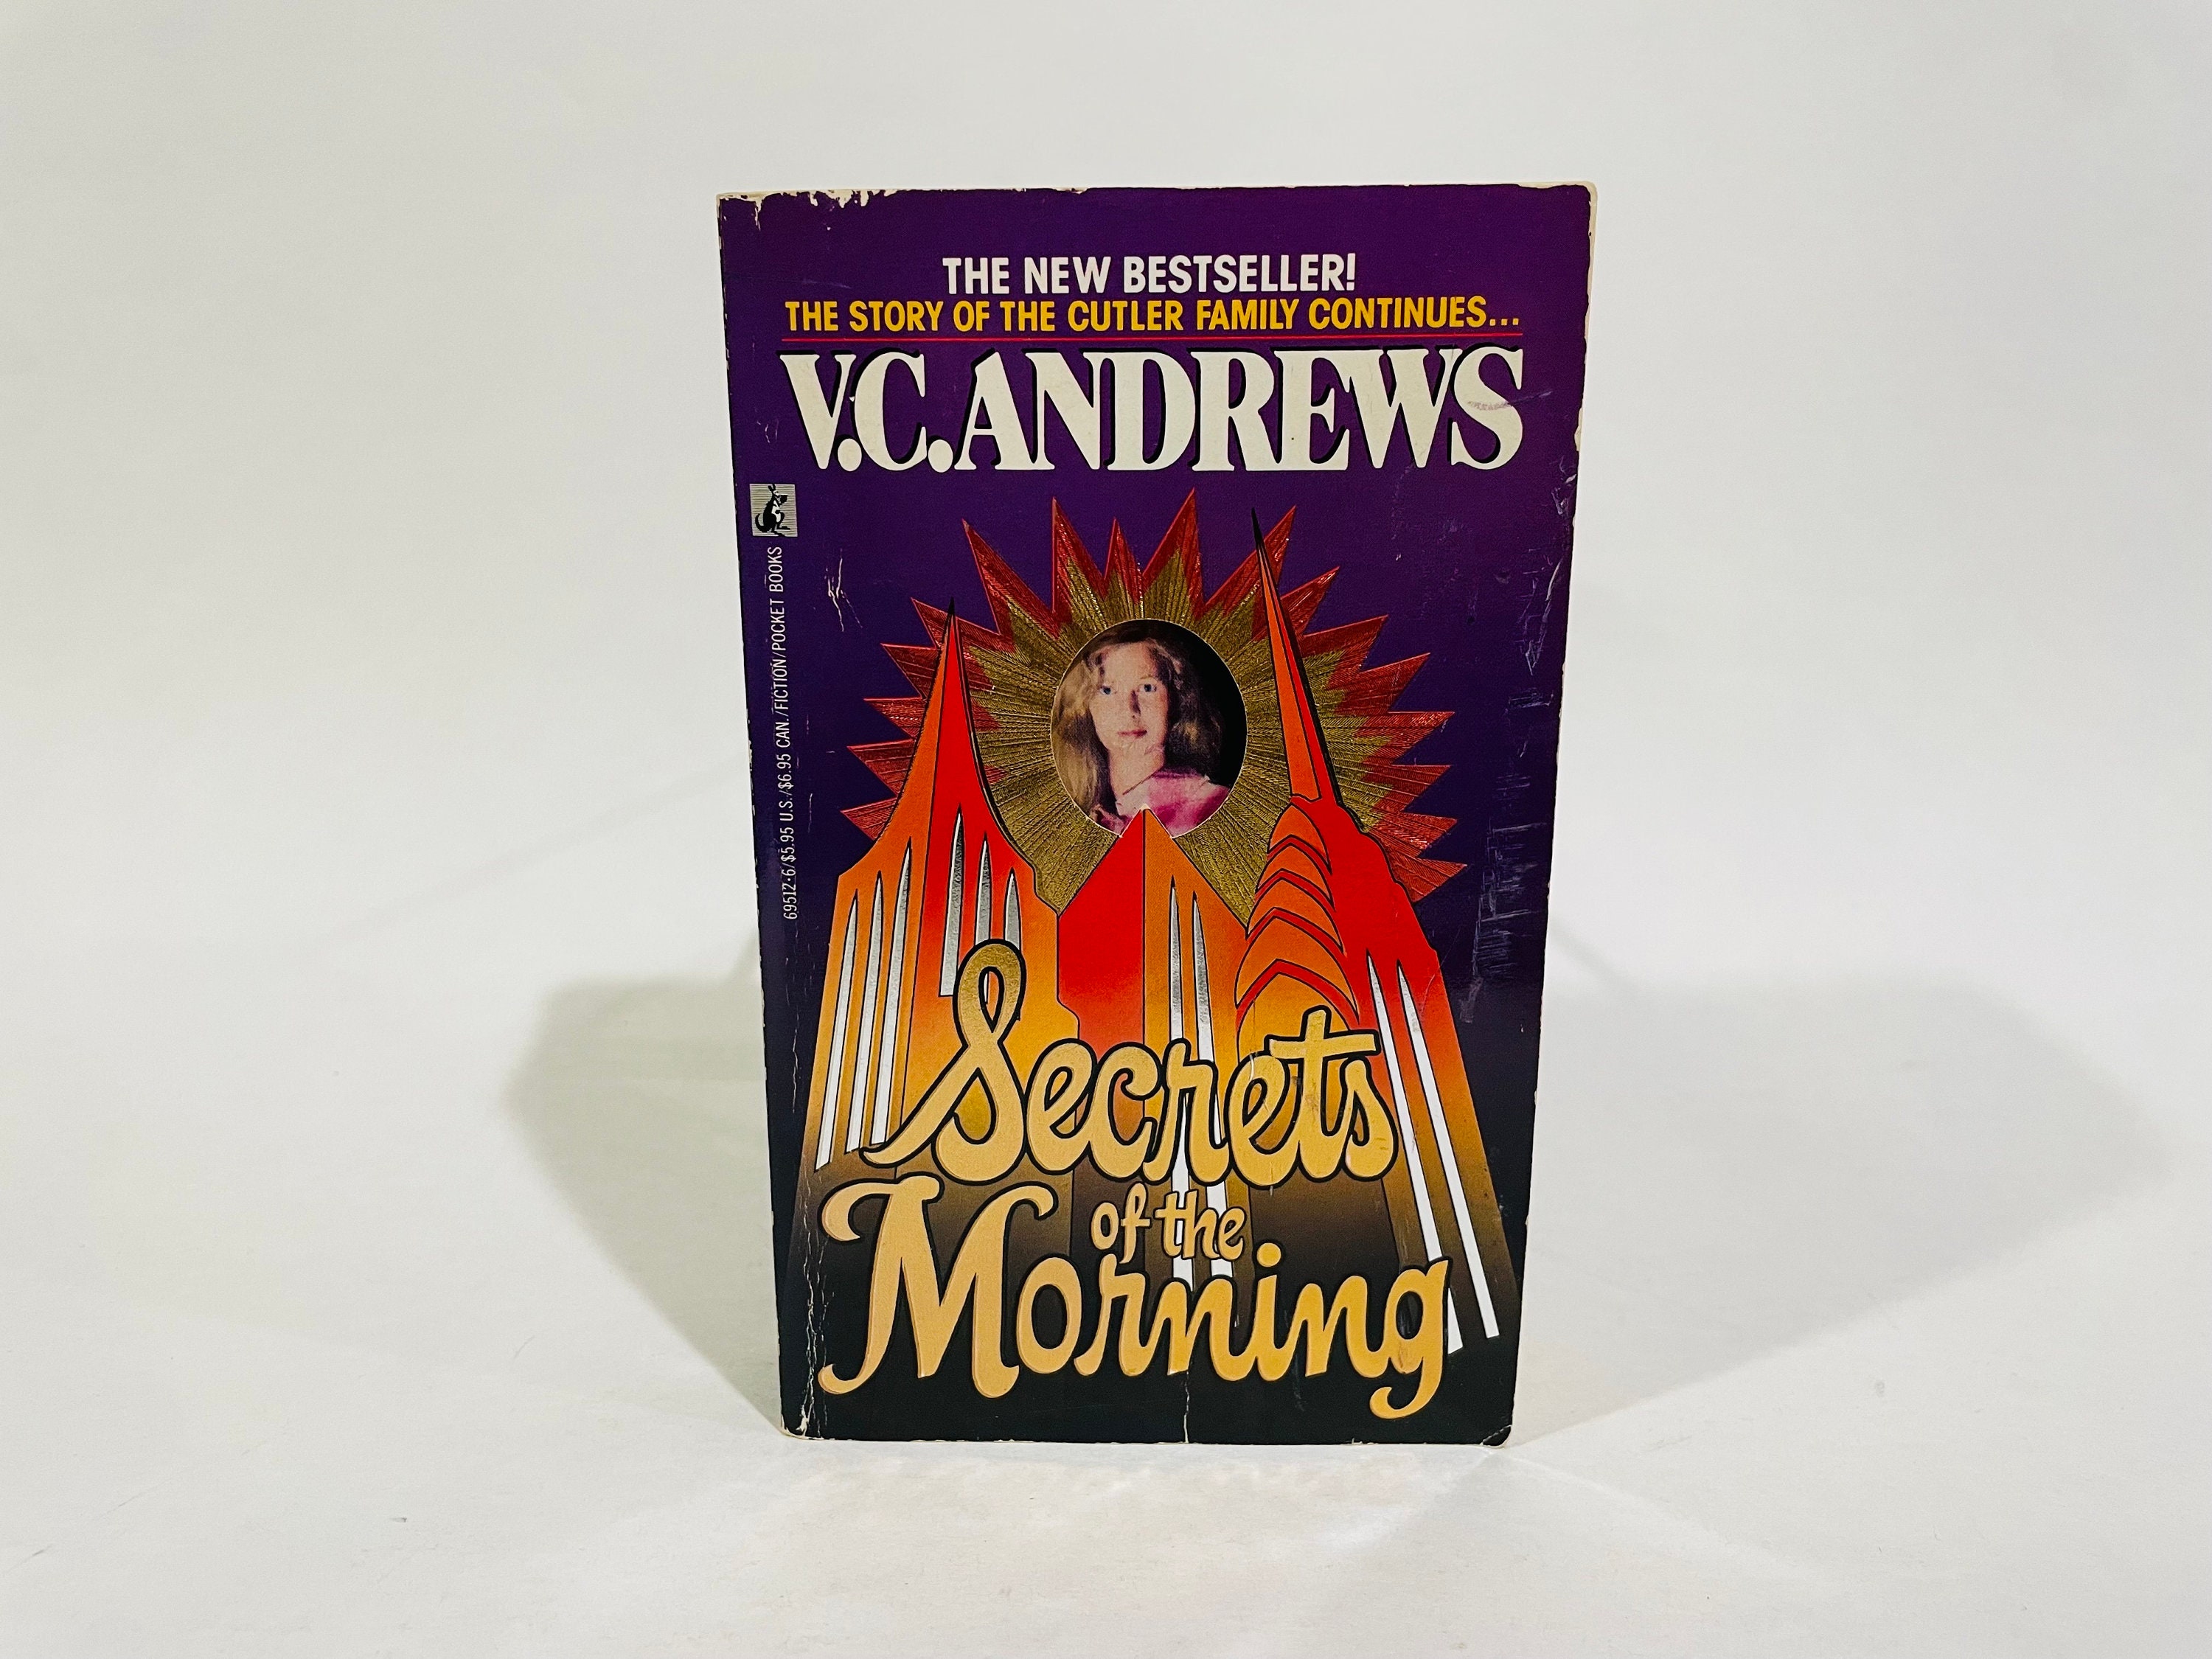 THE NEW BESTSELLER!
THE STORY OF THE CUTLER FAMILY CONTINUES...
V.C. ANDREWS
69512·6/$5.95 U.S./$6.95 CAN./FICTION/POCKET BOOKS
Secrets
of the
Morning